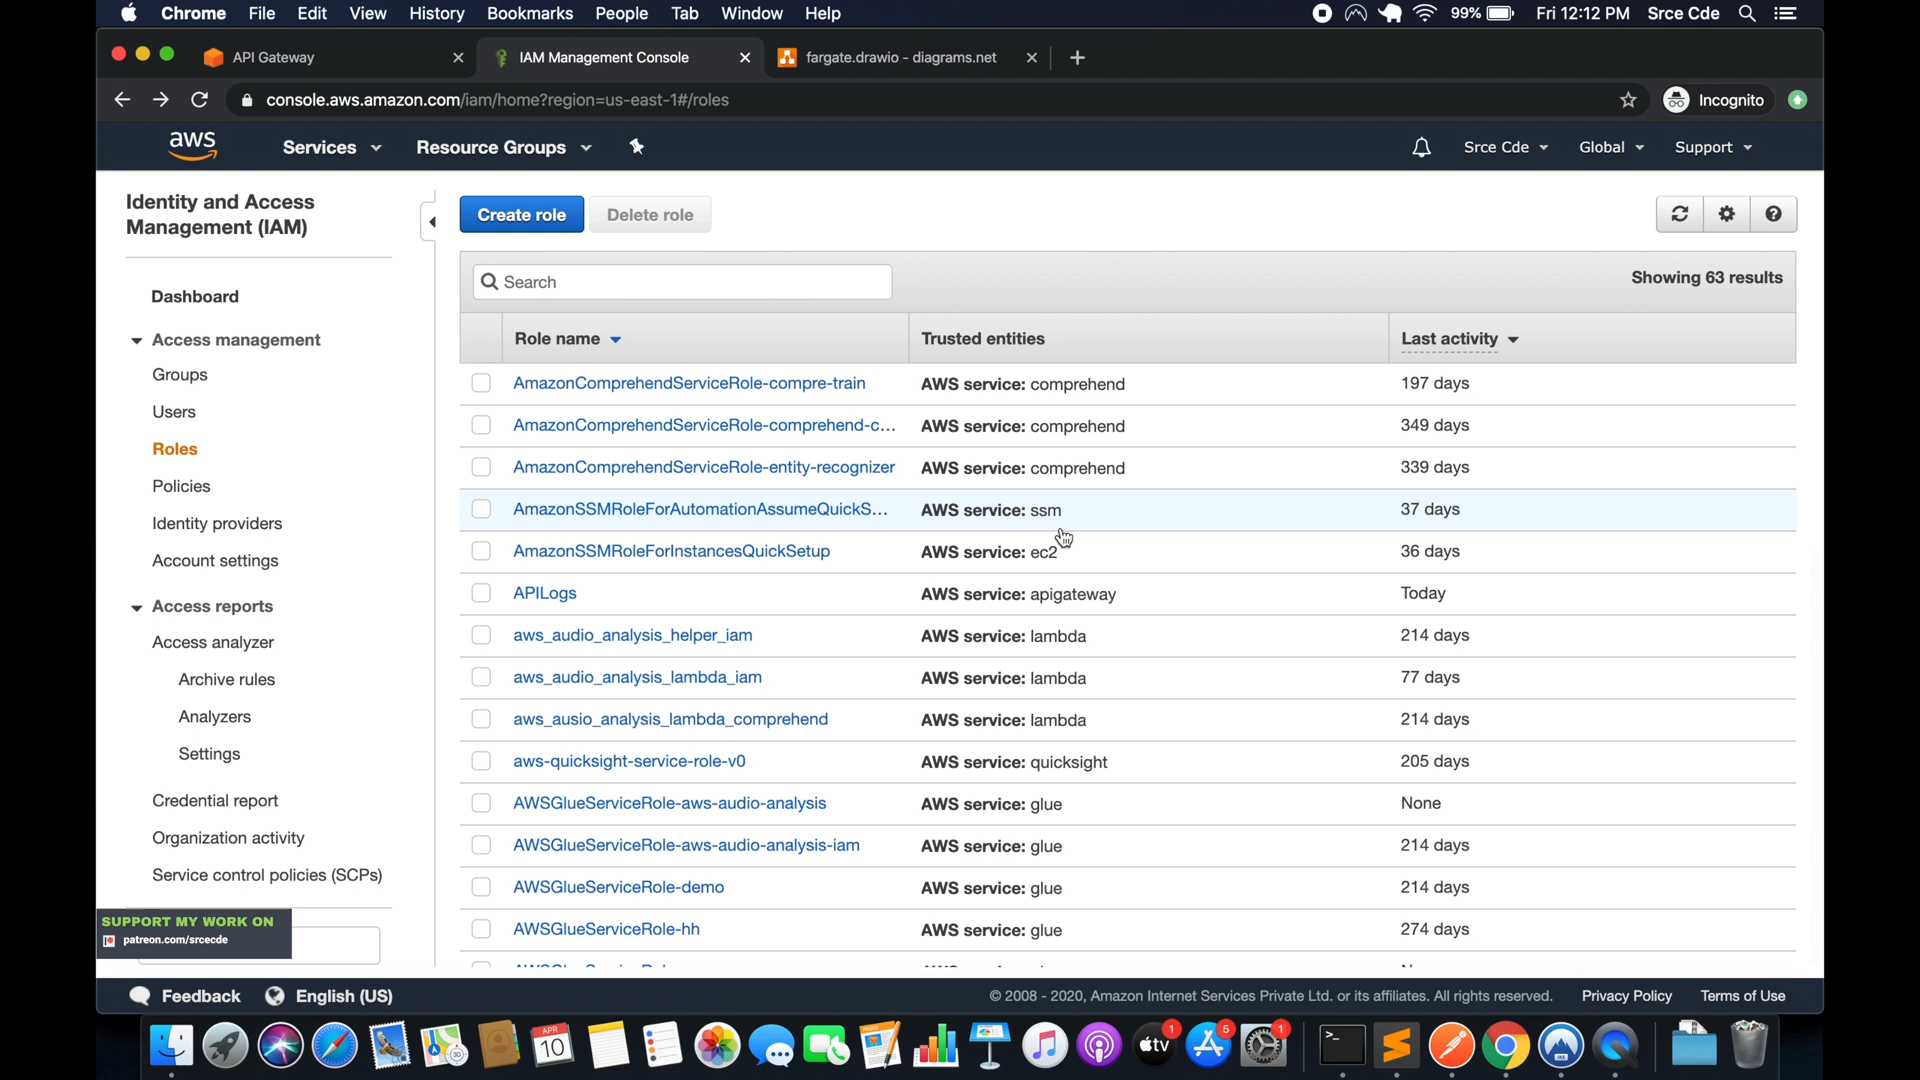 Chrome File Edit View History Bookmarks People Tab Window Help 99% Fri 12:12 PM Srce Cde
API Gateway IAM Management Console fargate.drawio - diagrams.net
console.aws.amazon.com/iam/home?region=us-east-1#/roles Incognito
aws Services Resource Groups Srce Cde Global Support
Identity and Access
Management (IAM)
Dashboard
Access management
Groups
Users
Roles
Policies
Identity providers
Account settings
Access reports
Access analyzer
Archive rules
Analyzers
Settings
Credential report
Organization activity
Service control policies (SCPs)
SUPPORT MY WORK ON
patreon.com/srcecde
Create role Delete role
Search Showing 63 results
Role name Trusted entities Last activity
AmazonComprehendServiceRole-compre-train AWS service: comprehend 197 days
AmazonComprehendServiceRole-comprehend-c... AWS service: comprehend 349 days
AmazonComprehendServiceRole-entity-recognizer AWS service: comprehend 339 days
AmazonSSMRoleForAutomationAssumeQuickS... AWS service: ssm 37 days
AmazonSSMRoleForInstancesQuickSetup AWS service: ec2 36 days
APILogs AWS service: apigateway Today
aws_audio_analysis_helper_iam AWS service: lambda 214 days
aws_audio_analysis_lambda_iam AWS service: lambda 77 days
aws_ausio_analysis_lambda_comprehend AWS service: lambda 214 days
aws-quicksight-service-role-v0 AWS service: quicksight 205 days
AWSGlueServiceRole-aws-audio-analysis AWS service: glue None
AWSGlueServiceRole-aws-audio-analysis-iam AWS service: glue 214 days
AWSGlueServiceRole-demo AWS service: glue 214 days
AWSGlueServiceRole-hh AWS service: glue 274 days
Feedback English (US) © 2008 - 2020, Amazon Internet Services Private Ltd. or its affiliates. All rights reserved. Privacy Policy Terms of Use
APR
10
tv 1 5 1